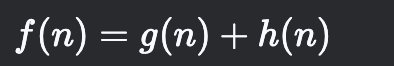 f(n) = g(n) + h(n)